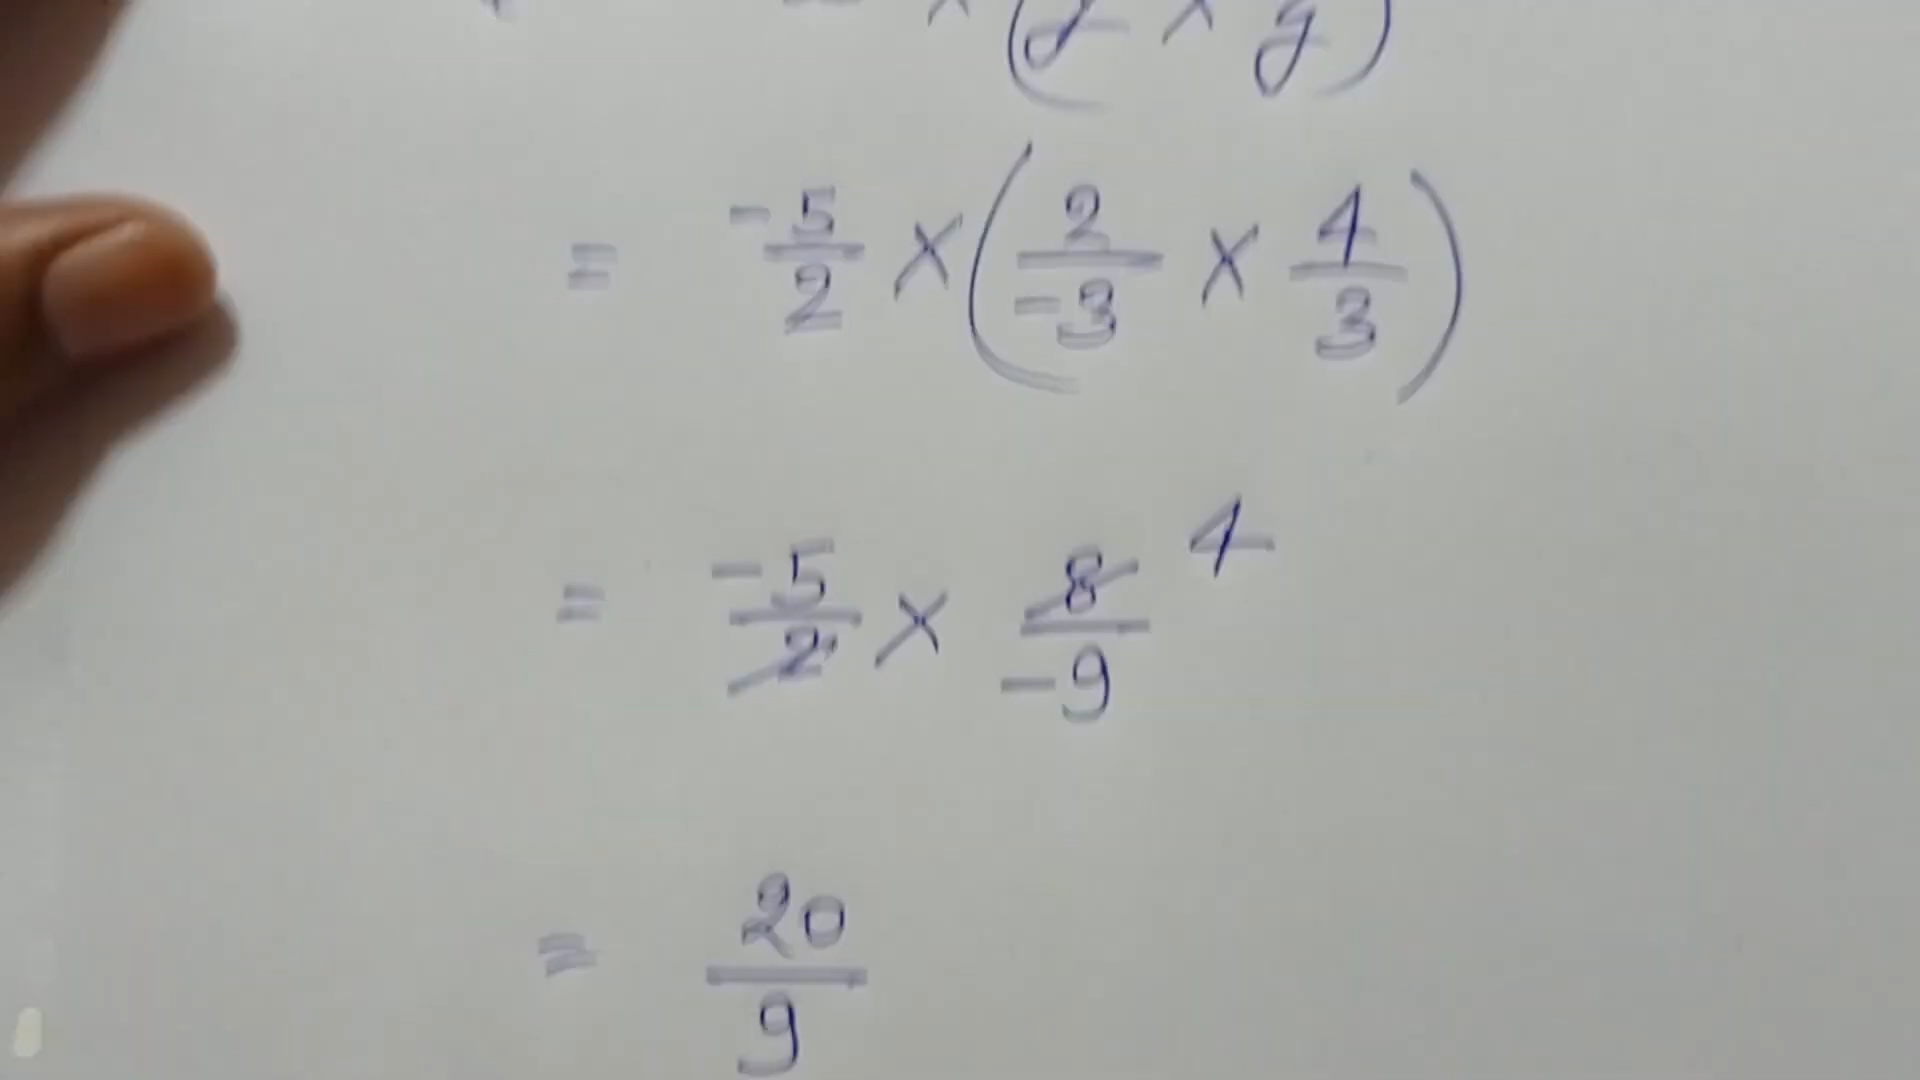 × (y × y)
= -5/2 × (2/-3 × 4/3)
= -5/2 × 8/-9 4
= 20/9